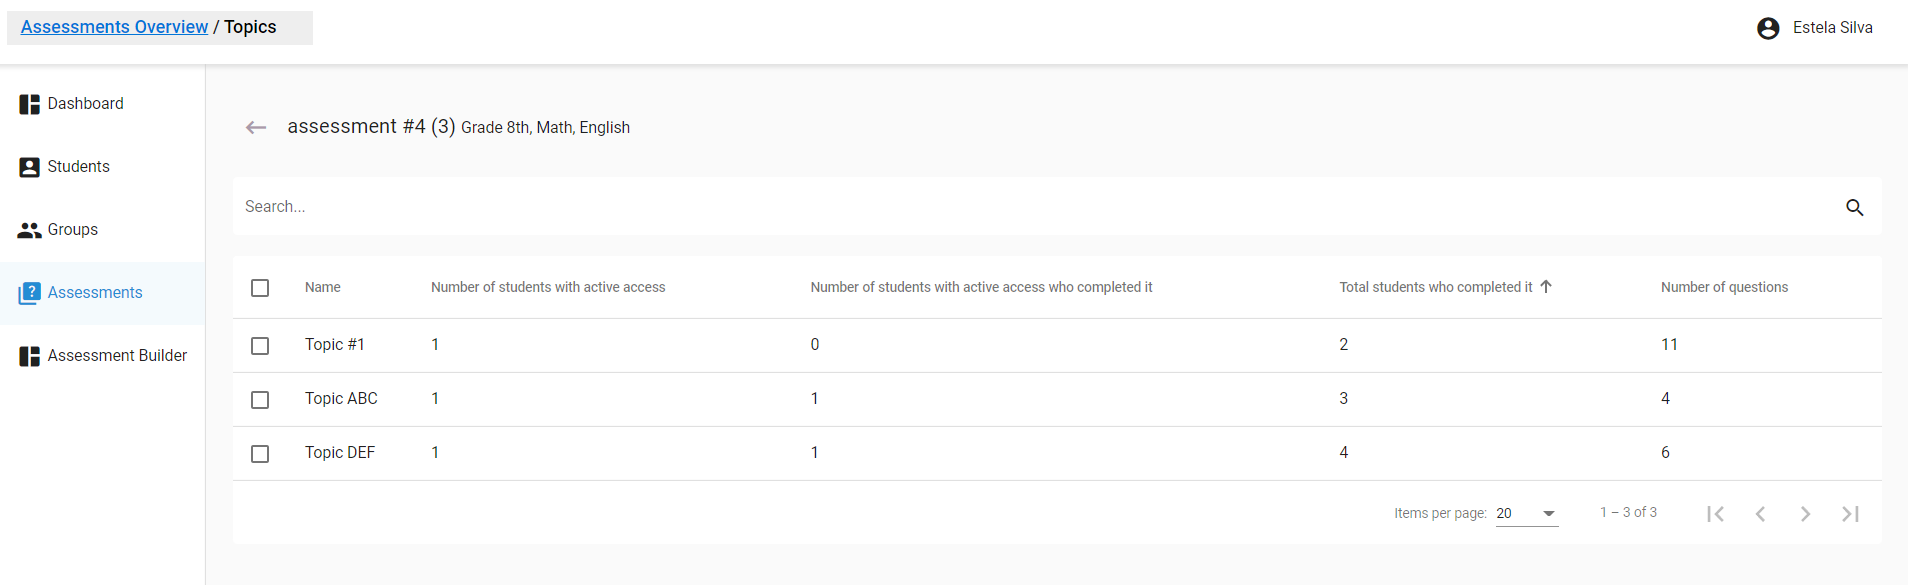 Assessments Overview / Topics
Estela Silva
Dashboard
Students
Groups
Assessments
Assessment Builder
assessment #4 (3) Grade 8th, Math, English
Search...
Name Number of students with active access Number of students with active access who completed it Total students who completed it Number of questions
Topic #1 1 0 2 11
Topic ABC 1 1 3 4
Topic DEF 1 1 4 6
Items per page: 20 1 – 3 of 3